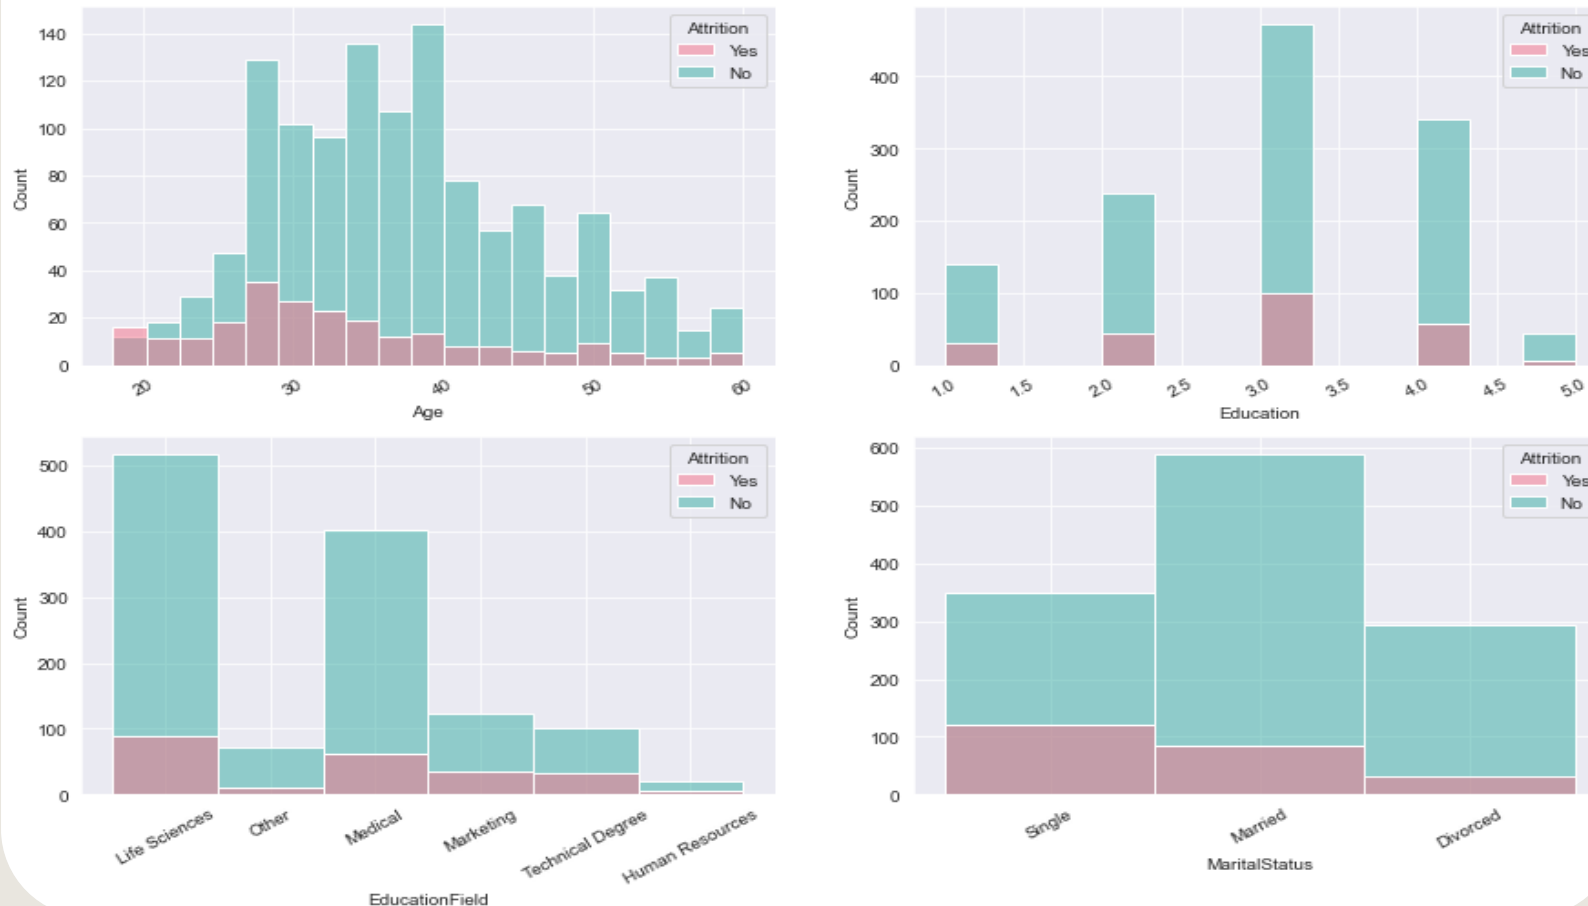 Attrition
Yes
No
140
120
100
80
60
40
20
0
Count
20
30
40
50
60
Age
Attrition
Yes
No
400
300
200
100
0
Count
1.0
1.5
2.0
2.5
3.0
3.5
4.0
4.5
5.0
Education
Attrition
Yes
No
500
400
300
200
100
0
Count
Life Sciences
Other
Medical
Marketing
Technical Degree
Human Resources
EducationField
Attrition
Yes
No
600
500
400
300
200
100
0
Count
Single
Married
Divorced
MaritalStatus